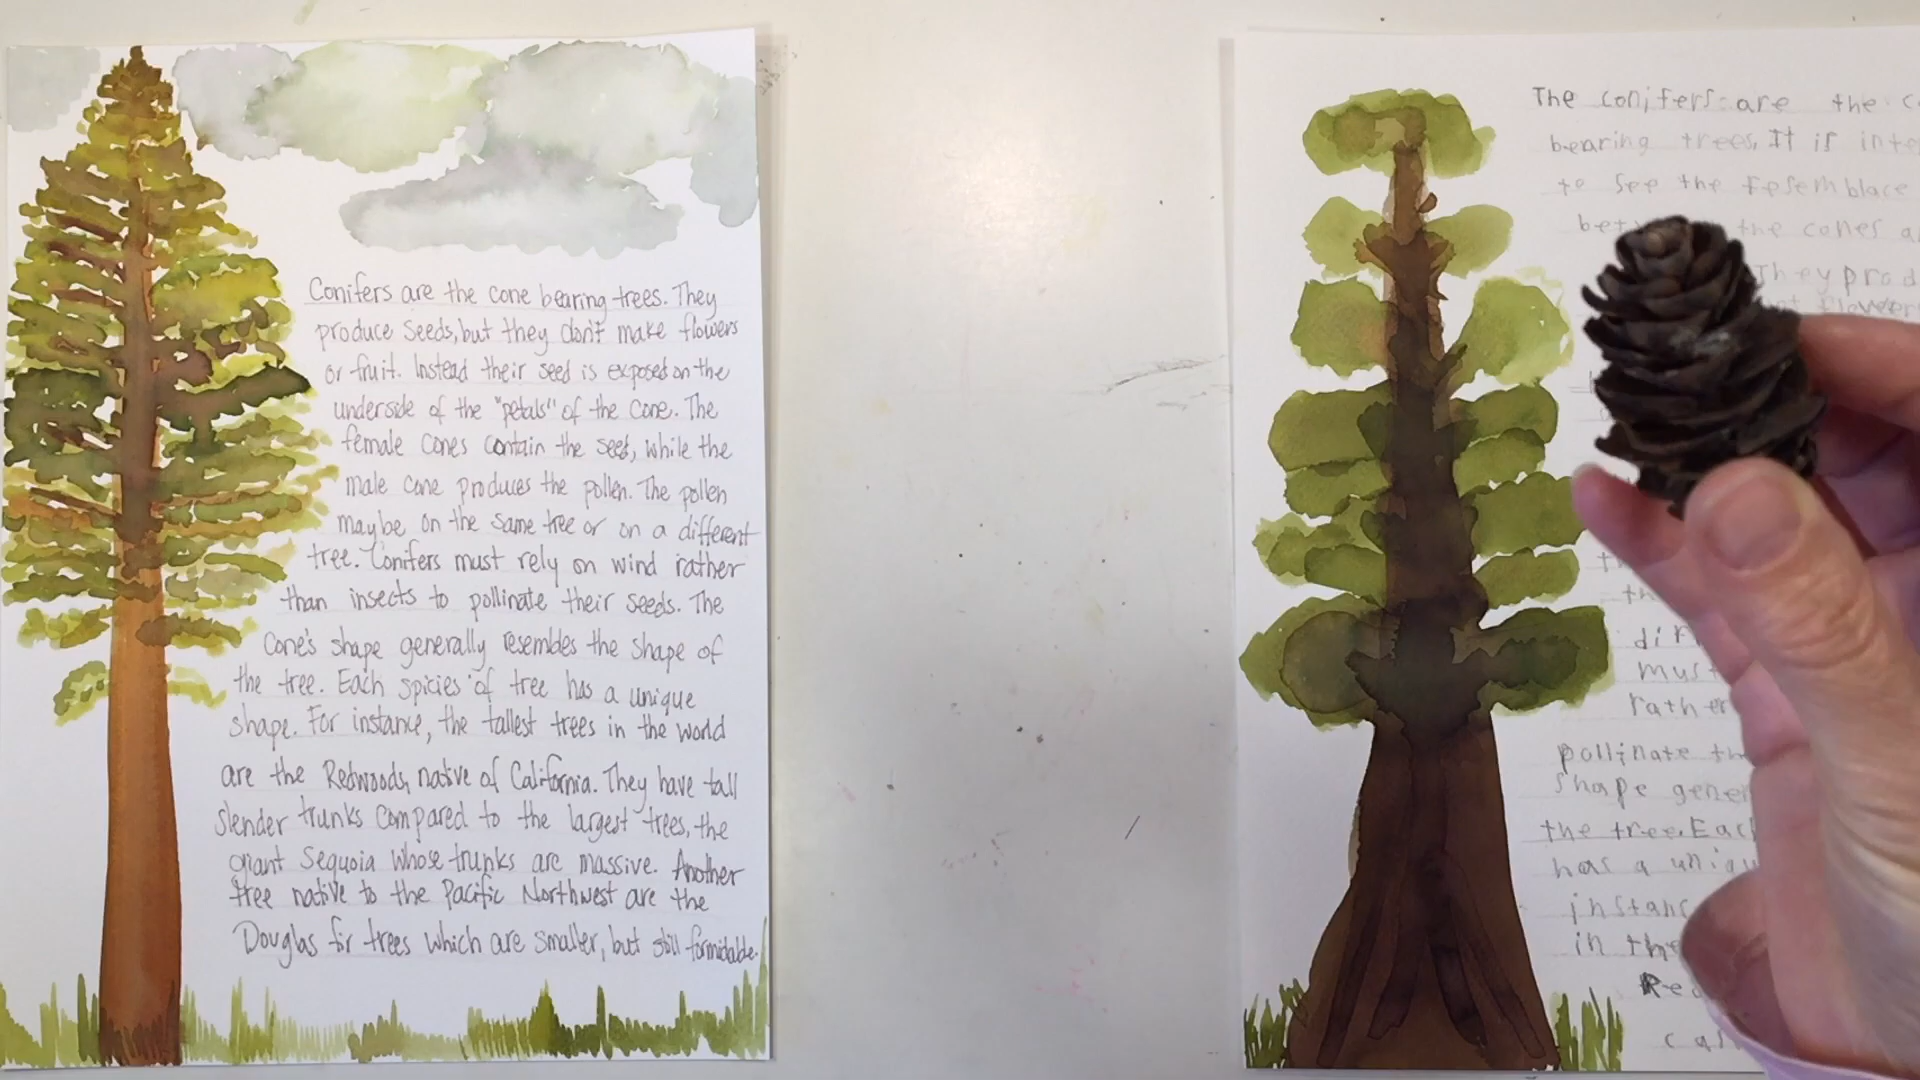 Conifers are the cone bearing trees. They
produce seeds, but they don't make flowers
or fruit. Instead their seed is exposed on the
underside of the "petals" of the cone. The
female cones contain the seed, while the
male cone produces the pollen. The pollen
maybe on the same tree or on a different
tree. Conifers must rely on wind rather
than insects to pollinate their seeds. The
Cone's shape generally resembles the shape of
the tree. Each spicies of tree has a unique
shape. For instance, the tallest trees in the world
are the Redwoods, native of California. They have tall
slender trunks compared to the largest trees, the
giant Sequoia whose trunks are massive. Another
tree native to the Pacific Northwest are the
Douglas fir trees which are smaller, but still formidable.
The conifers are the
bearing trees. It is
to see the
the cones
They
flowers
must
rather
pollinate
shape
the tree.
has a
in the